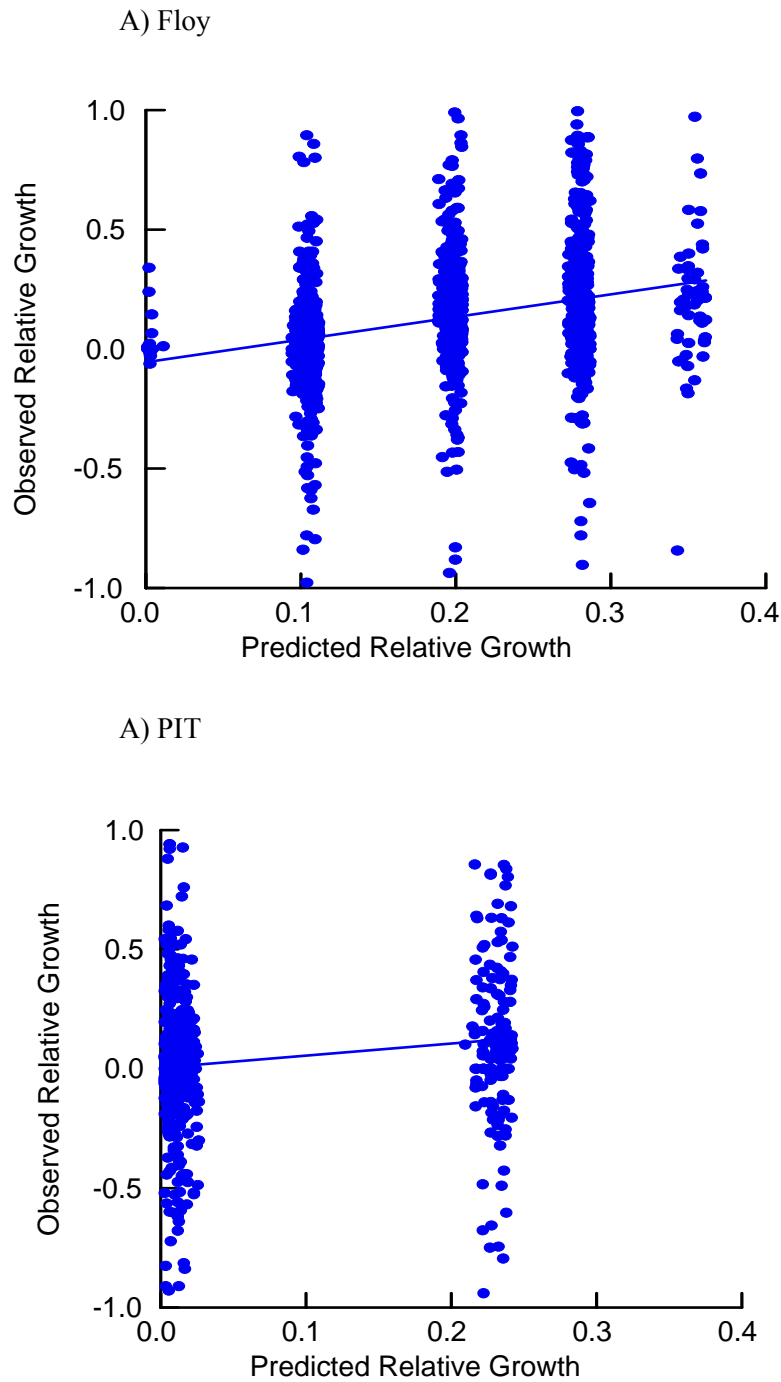 A) Floy
1.0
0.5
0.0
-0.5
-1.0
Observed Relative Growth
0.0 0.1 0.2 0.3 0.4
Predicted Relative Growth
A) PIT
1.0
0.5
0.0
-0.5
-1.0
Observed Relative Growth
0.0 0.1 0.2 0.3 0.4
Predicted Relative Growth